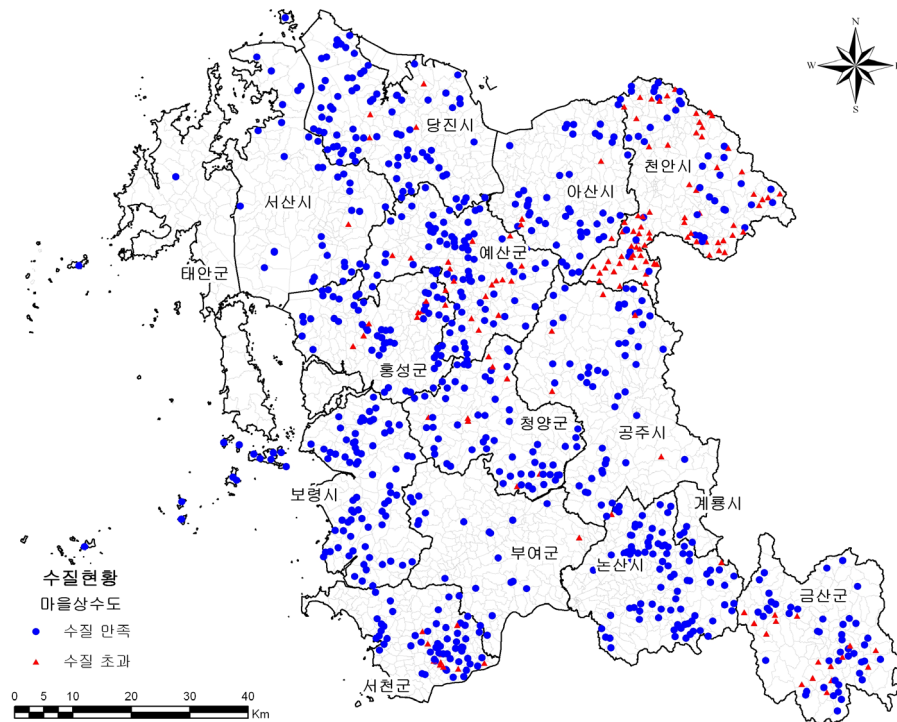 N
W
E
S
당진시
천안시
아산시
서산시
예산군
태안군
홍성군
청양군
공주시
보령시
계룡시
부여군
논산시
금산군
서천군
수질현황
마을상수도
수질 만족
수질 초과
0 5 10 20 30 40
Km